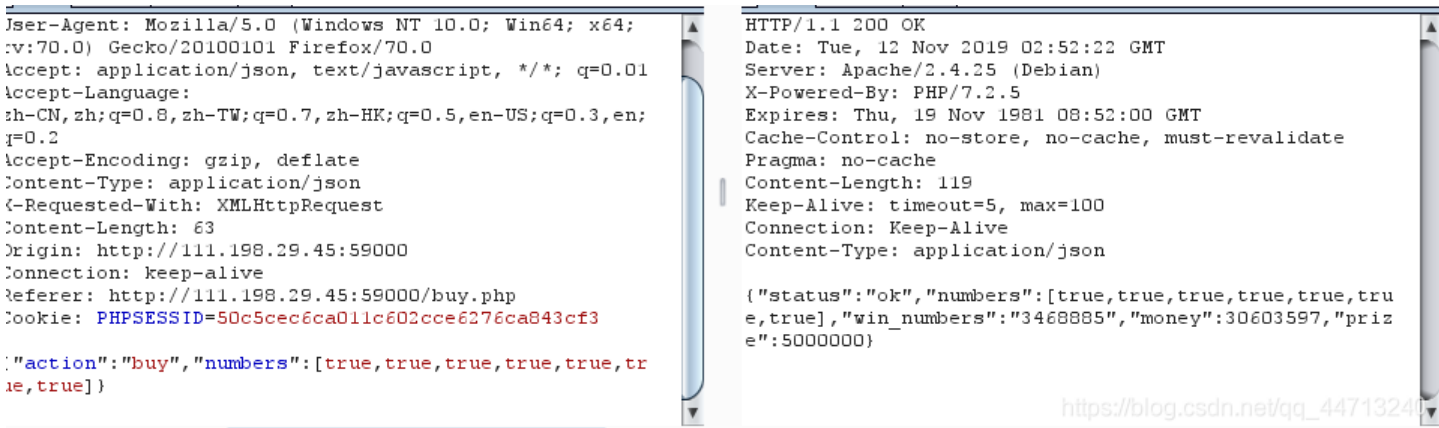 User-Agent: Mozilla/5.0 (Windows NT 10.0; Win64; x64;
rv:70.0) Gecko/20100101 Firefox/70.0
Accept: application/json, text/javascript, */*; q=0.01
Accept-Language:
zh-CN,zh;q=0.8,zh-TW;q=0.7,zh-HK;q=0.5,en-US;q=0.3,en;
q=0.2
Accept-Encoding: gzip, deflate
Content-Type: application/json
X-Requested-With: XMLHttpRequest
Content-Length: 63
Origin: http://111.198.29.45:59000
Connection: keep-alive
Referer: http://111.198.29.45:59000/buy.php
Cookie: PHPSESSID=50c5cec6ca011c602cce6276ca843cf3
{"action":"buy","numbers":[true,true,true,true,true,tr
ue,true]}
HTTP/1.1 200 OK
Date: Tue, 12 Nov 2019 02:52:22 GMT
Server: Apache/2.4.25 (Debian)
X-Powered-By: PHP/7.2.5
Expires: Thu, 19 Nov 1981 08:52:00 GMT
Cache-Control: no-store, no-cache, must-revalidate
Pragma: no-cache
Content-Length: 119
Keep-Alive: timeout=5, max=100
Connection: Keep-Alive
Content-Type: application/json
{"status":"ok","numbers":[true,true,true,true,true,tru
e,true],"win_numbers":"3468885","money":30603597,"priz
e":5000000}
https://blog.csdn.net/qq_44713240